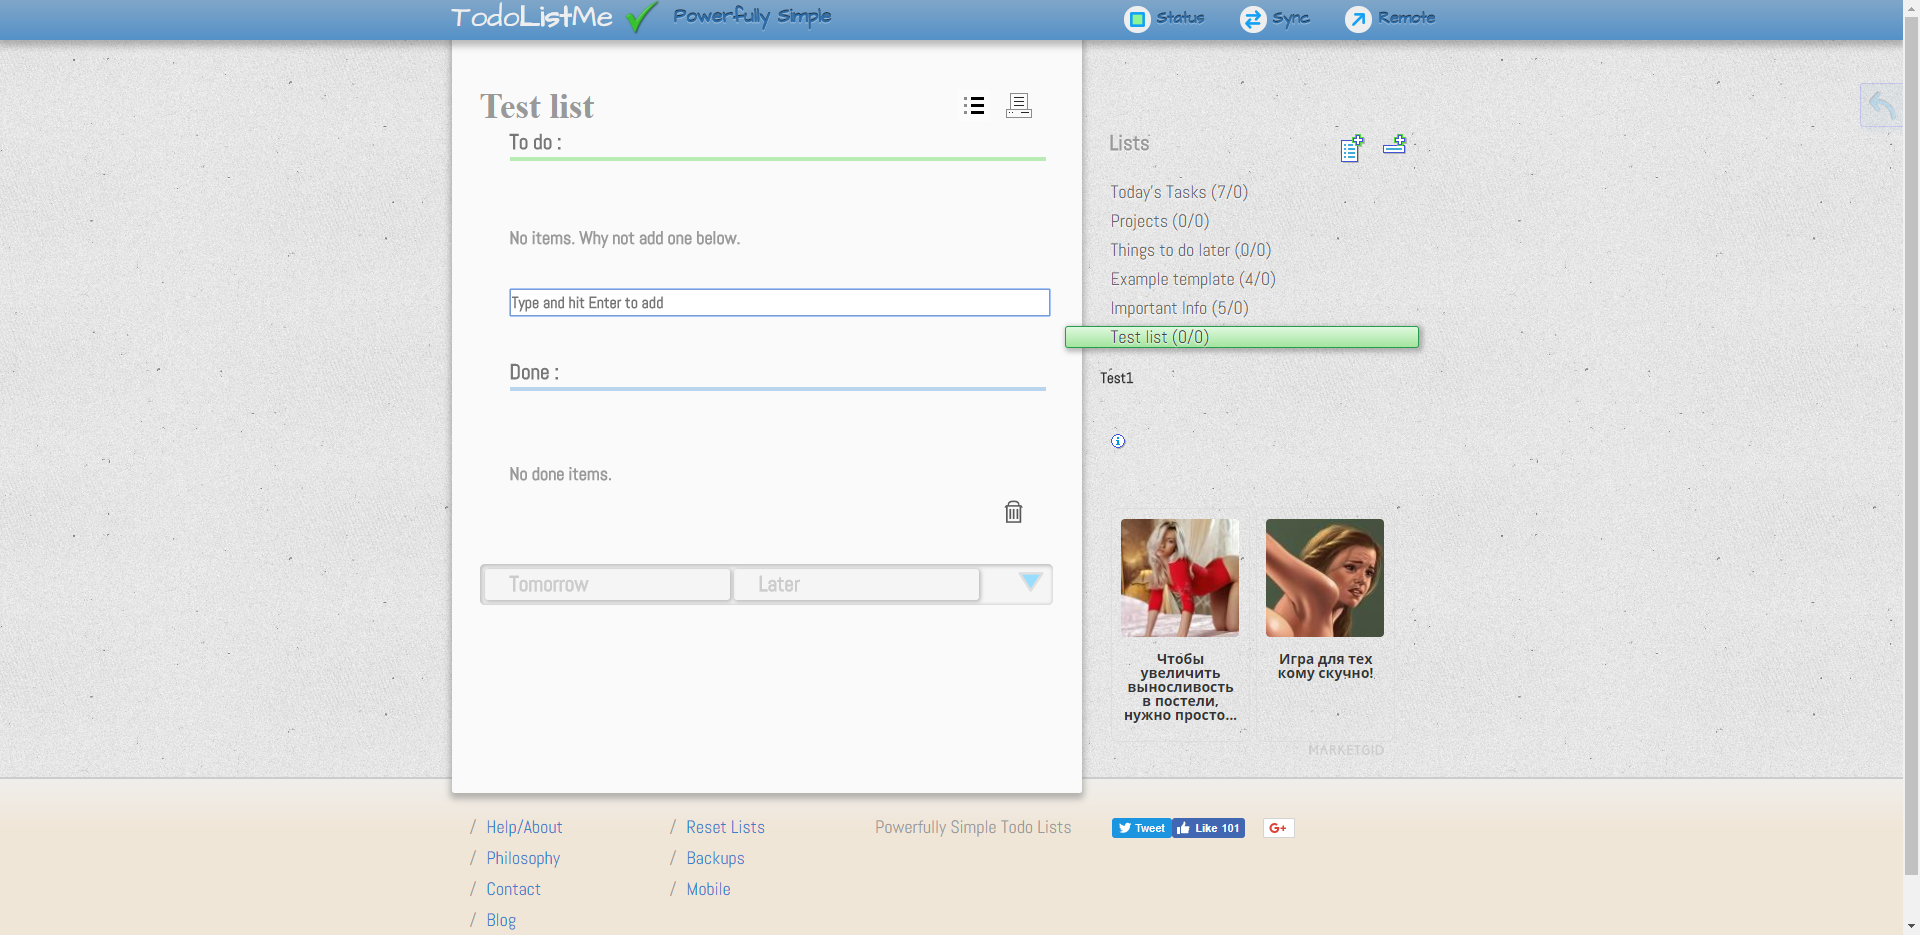 TodoListMe
Powerfully Simple
Status
Sync
Remote
Test list
To do :
No items. Why not add one below.
Type and hit Enter to add
Done :
No done items.
Tomorrow
Later
Lists
Today's Tasks (7/0)
Projects (0/0)
Things to do later (0/0)
Example template (4/0)
Important Info (5/0)
Test list (0/0)
Test1
Чтобы
увеличить
выносливость
в постели,
нужно просто...
Игра для тех
кому скучно!
MARKETGID
/ Help/About
/ Philosophy
/ Contact
/ Blog
/ Reset Lists
/ Backups
/ Mobile
Powerfully Simple Todo Lists
Tweet
Like 101
G+